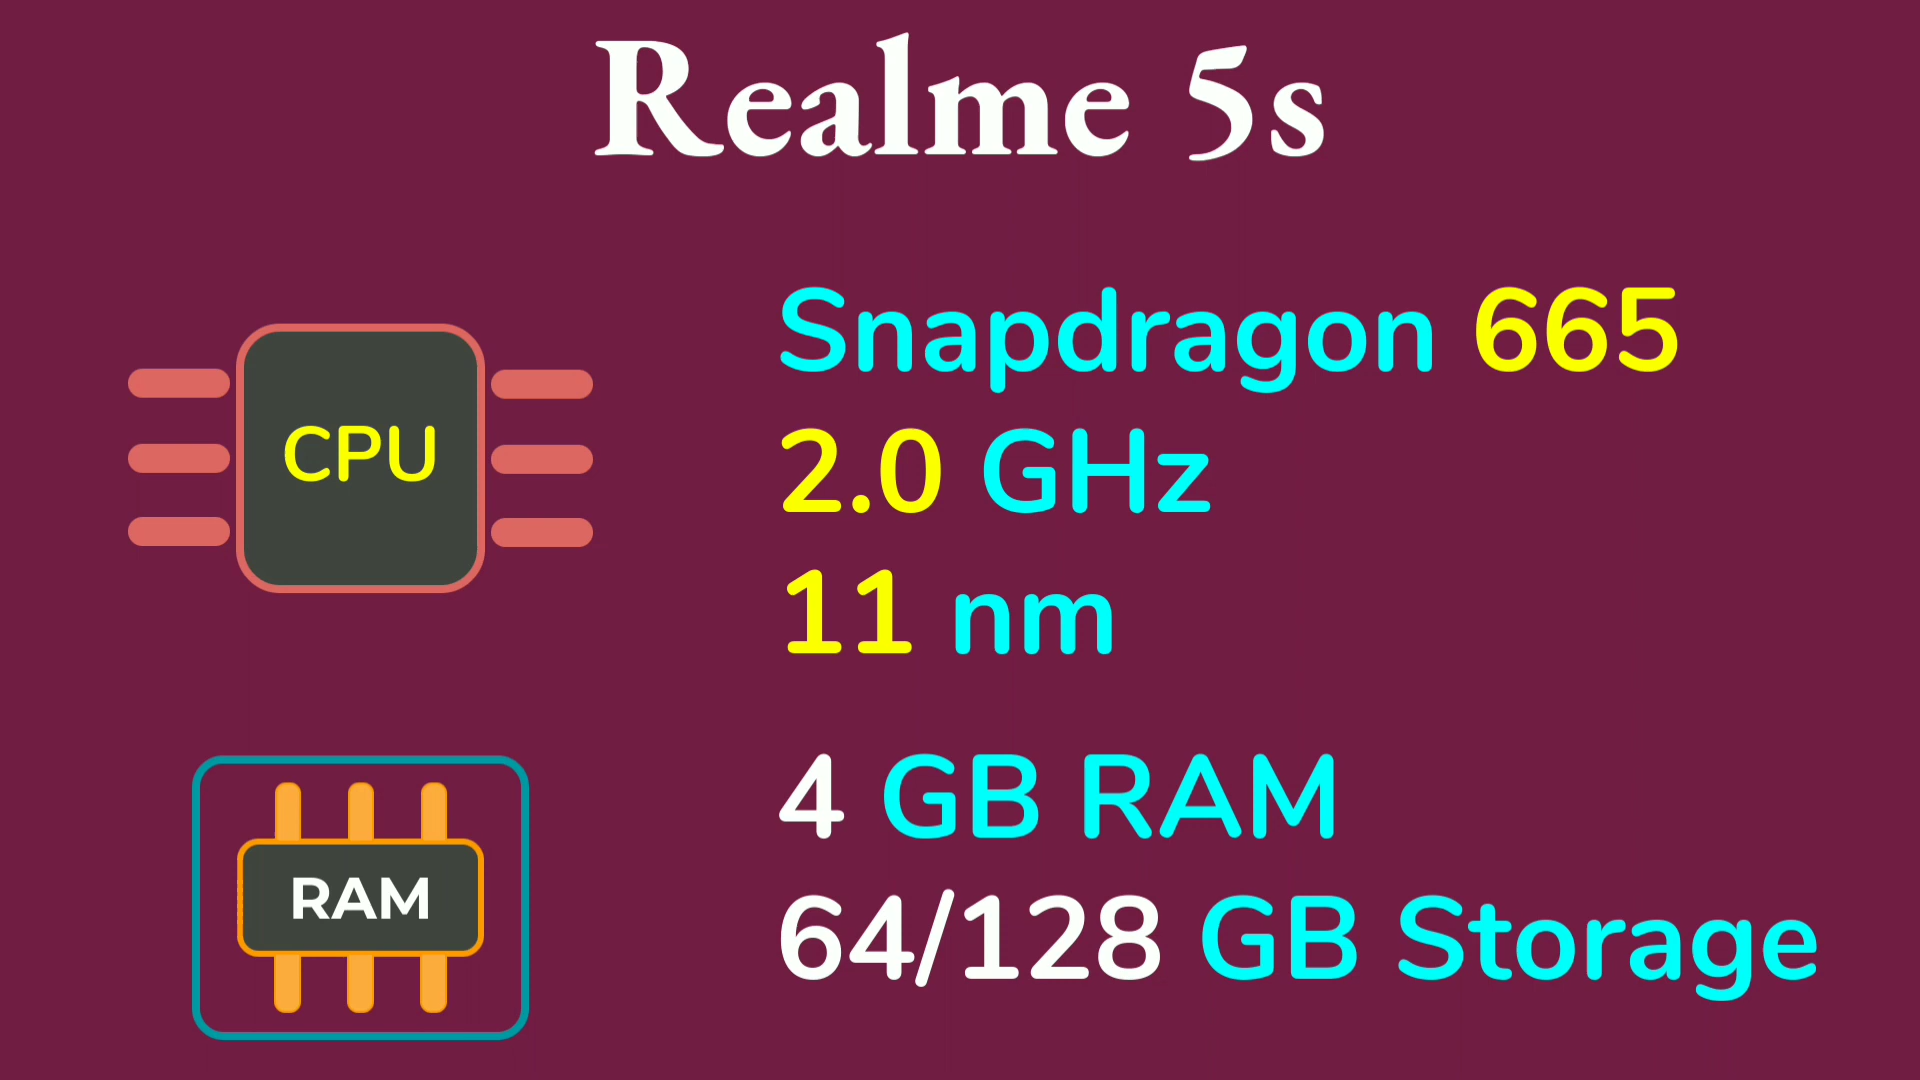 Realme 5s
CPU
Snapdragon 665
2.0 GHz
11 nm
RAM
4 GB RAM
64/128 GB Storage